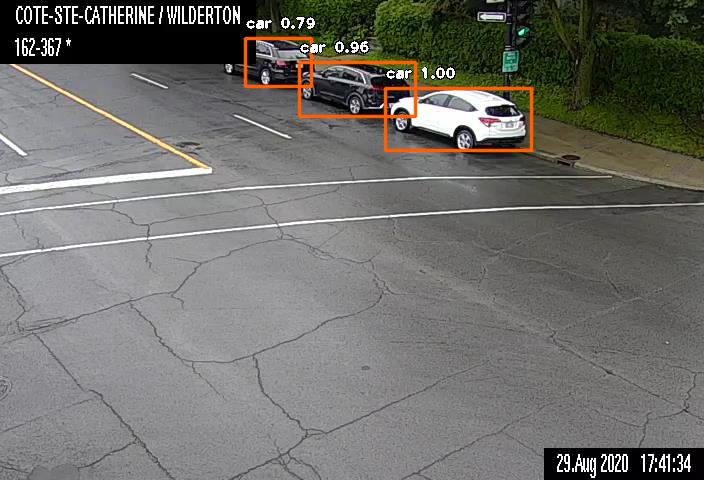 COTE-STE-CATHERINE / WILDERTON
162-367 *
car 0.79
car 0.96
car 1.00
29.Aug 2020 17:41:34